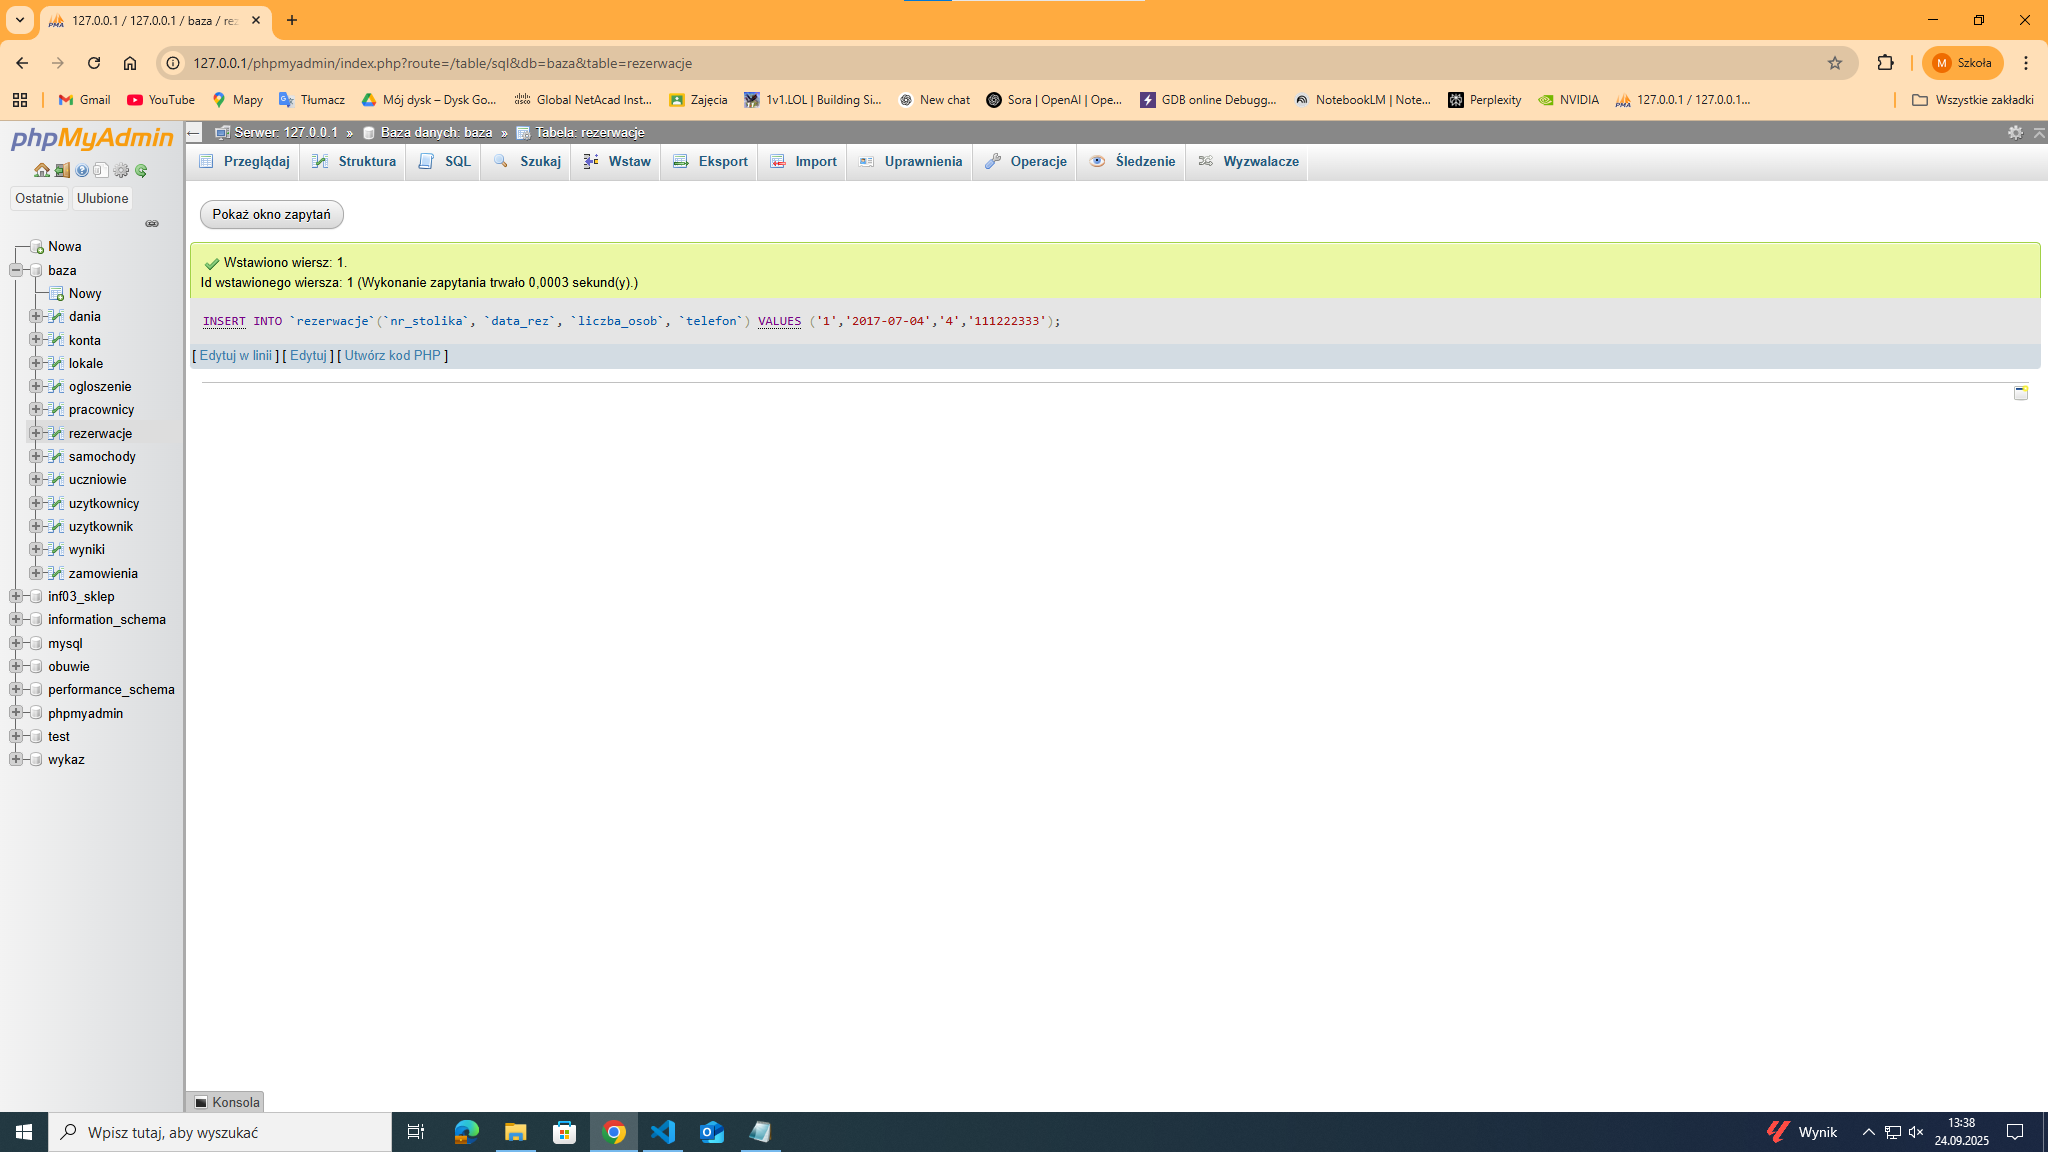 127.0.0.1 / 127.0.0.1 / baza / rez
127.0.0.1/phpmyadmin/index.php?route=/table/sql&db=baza&table=rezerwacje
M Szkoła
Gmail YouTube Mapy Tłumacz Mój dysk – Dysk Go... Global NetAcad Inst... Zajęcia 1v1.LOL | Building Si... New chat Sora | OpenAI | Ope... GDB online Debugg... NotebookLM | Note... Perplexity NVIDIA 127.0.0.1 / 127.0.0.1... Wszystkie zakładki
phpMyAdmin
Ostatnie Ulubione
Nowa
baza
Nowy
dania
konta
lokale
ogloszenie
pracownicy
rezerwacje
samochody
uczniowie
uzytkownicy
uzytkownik
wyniki
zamowienia
inf03_sklep
information_schema
mysql
obuwie
performance_schema
phpmyadmin
test
wykaz
Serwer: 127.0.0.1 » Baza danych: baza » Tabela: rezerwacje
Przeglądaj Struktura SQL Szukaj Wstaw Eksport Import Uprawnienia Operacje Śledzenie Wyzwalacze
Pokaż okno zapytań
Wstawiono wiersz: 1.
Id wstawionego wiersza: 1 (Wykonanie zapytania trwało 0,0003 sekund(y).)
INSERT INTO `rezerwacje`(`nr_stolika`, `data_rez`, `liczba_osob`, `telefon`) VALUES ('1','2017-07-04','4','111222333');
[ Edytuj w linii ] [ Edytuj ] [ Utwórz kod PHP ]
Konsola
Wpisz tutaj, aby wyszukać
Wynik
13:38
24.09.2025